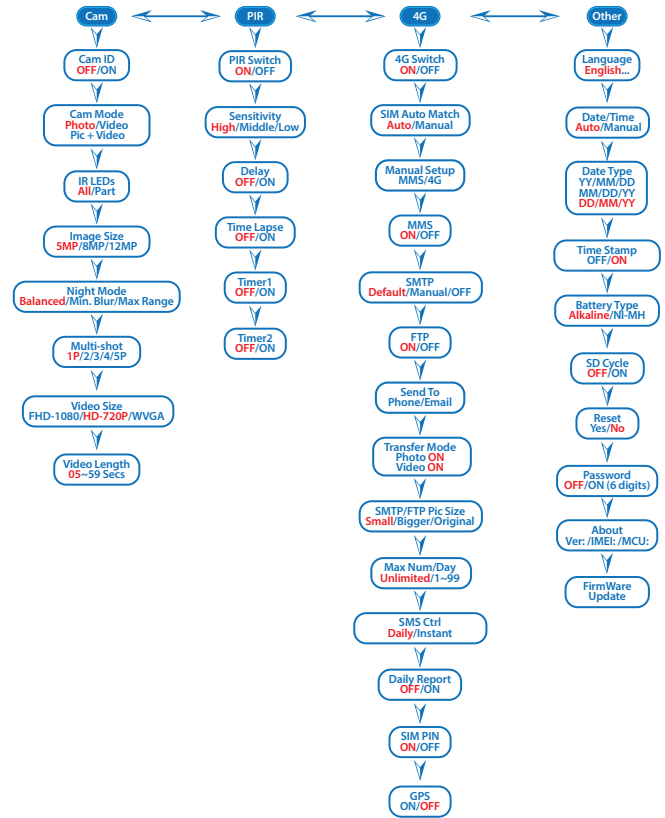 Cam
Cam ID
OFF/ON
Cam Mode
Photo/Video
Pic + Video
IR LEDs
All/Part
Image Size
5MP/8MP/12MP
Night Mode
Balanced/Min. Blur/Max Range
Multi-shot
1P/2/3/4/5P
Video Size
FHD-1080/HD-720P/WVGA
Video Length
05~59 Secs
PIR
PIR Switch
ON/OFF
Sensitivity
High/Middle/Low
Delay
OFF/ON
Time Lapse
OFF/ON
Timer1
OFF/ON
Timer2
OFF/ON
4G
4G Switch
ON/OFF
SIM Auto Match
Auto/Manual
Manual Setup
MMS/4G
MMS
ON/OFF
SMTP
Default/Manual/OFF
FTP
ON/OFF
Send To
Phone/Email
Transfer Mode
Photo ON
Video ON
SMTP/FTP Pic Size
Small/Bigger/Original
Max Num/Day
Unlimited/1~99
SMS Ctrl
Daily/Instant
Daily Report
OFF/ON
SIM PIN
ON/OFF
GPS
ON/OFF
Other
Language
English...
Date/Time
Auto/Manual
Date Type
YY/MM/DD
MM/DD/YY
DD/MM/YY
Time Stamp
OFF/ON
Battery Type
Alkaline/NI-MH
SD Cycle
OFF/ON
Reset
Yes/No
Password
OFF/ON (6 digits)
About
Ver: /IMEI: /MCU:
FirmWare
Update